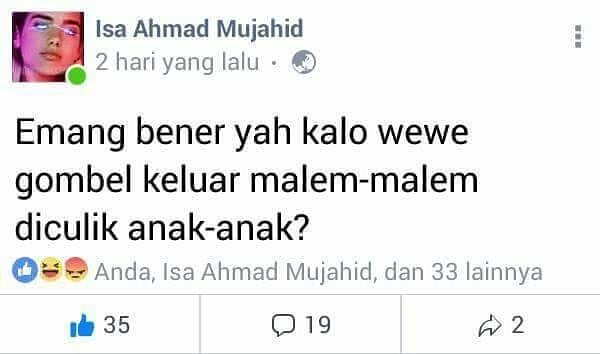 Isa Ahmad Mujahid
2 hari yang lalu ·
Emang bener yah kalo wewe
gombel keluar malem-malem
diculik anak-anak?
Anda, Isa Ahmad Mujahid, dan 33 lainnya
35 19 2